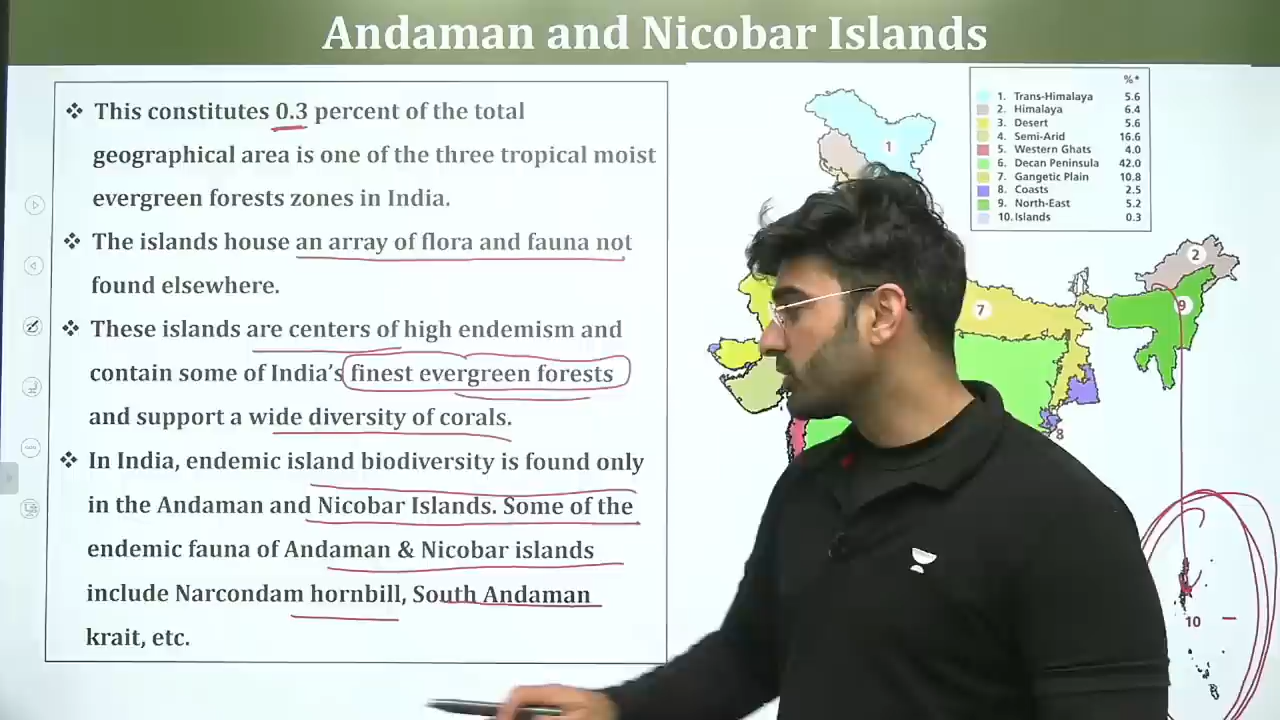 Andaman and Nicobar Islands
❖ This constitutes 0.3 percent of the total
geographical area is one of the three tropical moist
evergreen forests zones in India.
❖ The islands house an array of flora and fauna not
found elsewhere.
❖ These islands are centers of high endemism and
contain some of India's finest evergreen forests
and support a wide diversity of corals.
❖ In India, endemic island biodiversity is found only
in the Andaman and Nicobar Islands. Some of the
endemic fauna of Andaman & Nicobar islands
include Narcondam hornbill, South Andaman
krait, etc.
%*
1. Trans-Himalaya 5.6
2. Himalaya 6.4
3. Desert 5.6
4. Semi-Arid 16.6
5. Western Ghats 4.0
6. Decan Peninsula 42.0
7. Gangetic Plain 10.8
8. Coasts 2.5
9. North-East 5.2
10. Islands 0.3
1
2
9
7
8
10